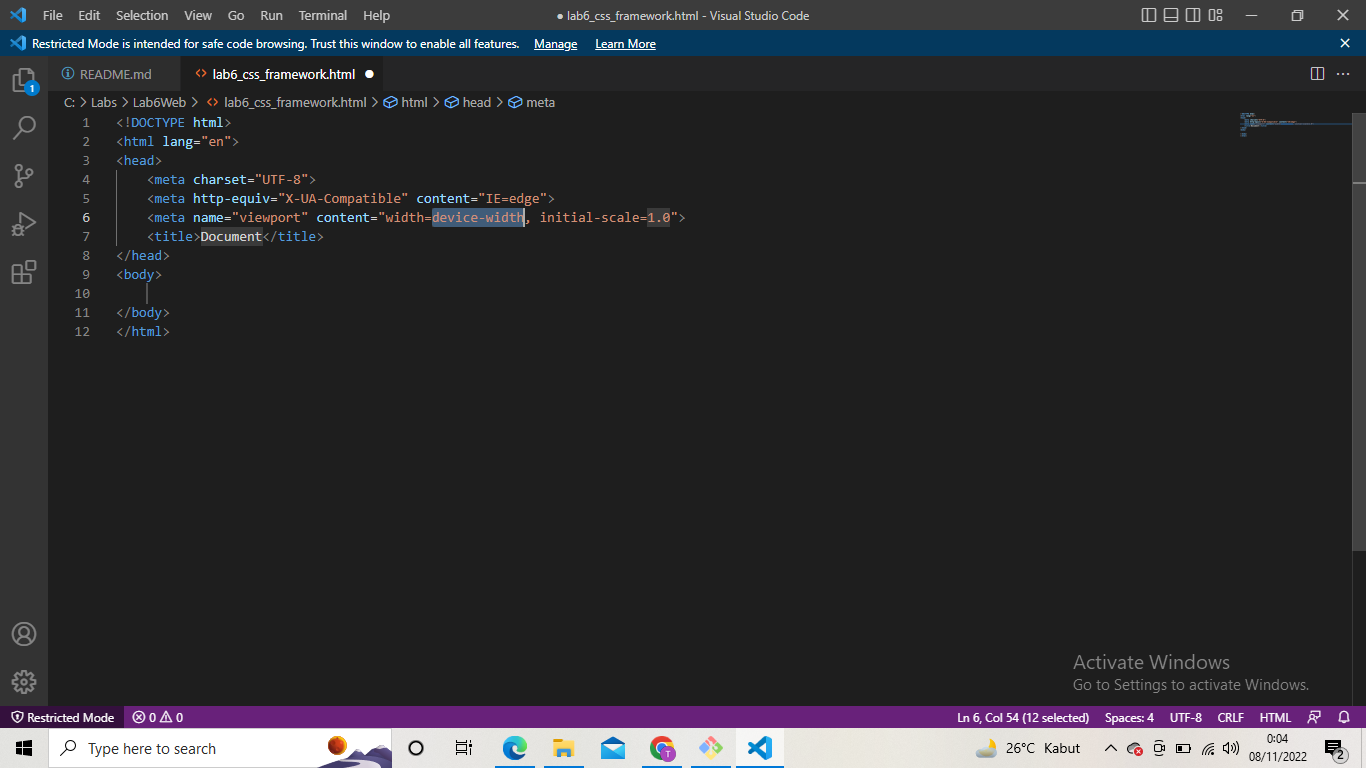 File Edit Selection View Go Run Terminal Help ● lab6_css_framework.html - Visual Studio Code
Restricted Mode is intended for safe code browsing. Trust this window to enable all features. Manage Learn More
1 README.md lab6_css_framework.html
C: > Labs > Lab6Web > lab6_css_framework.html > html > head > meta
1 <!DOCTYPE html>
2 <html lang="en">
3 <head>
4 <meta charset="UTF-8">
5 <meta http-equiv="X-UA-Compatible" content="IE=edge">
6 <meta name="viewport" content="width=device-width, initial-scale=1.0">
7 <title>Document</title>
8 </head>
9 <body>
10
11 </body>
12 </html>
Activate Windows
Go to Settings to activate Windows.
Restricted Mode 0 0 Ln 6, Col 54 (12 selected) Spaces: 4 UTF-8 CRLF HTML
Type here to search T 26°C Kabut 0:04
08/11/2022 2